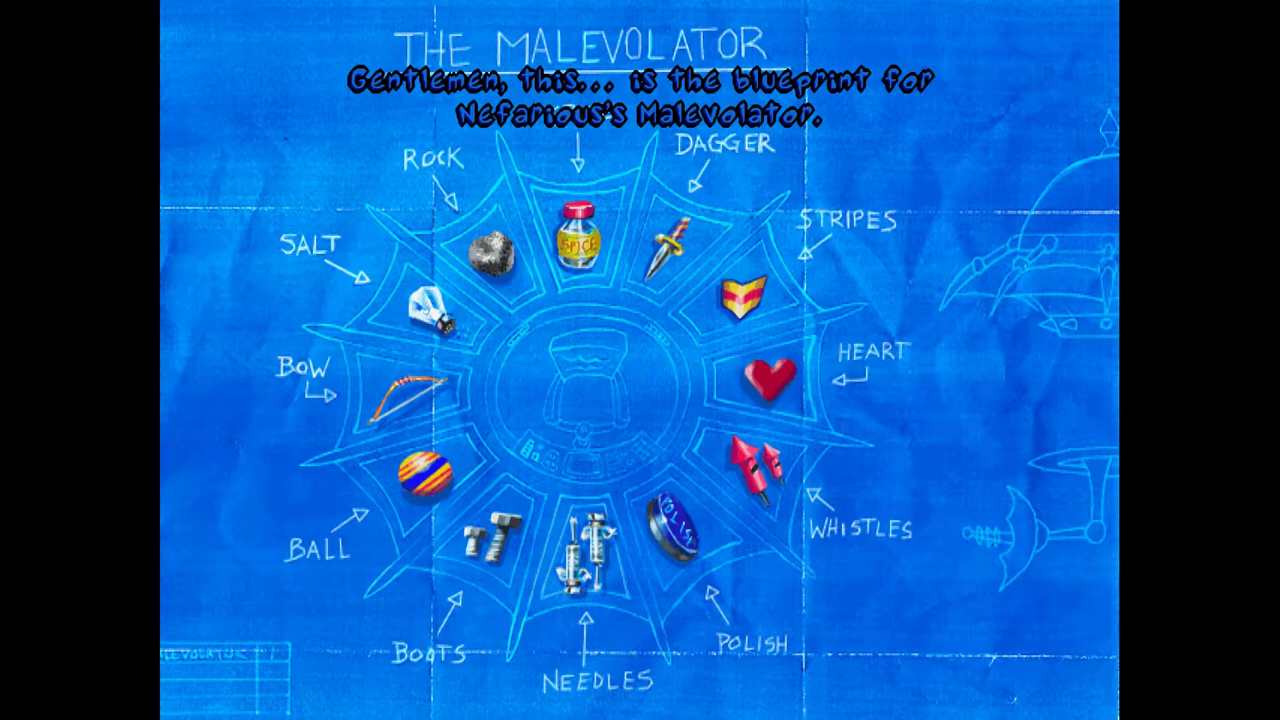 THE MALEVOLATOR
Gentlemen, this... is the blueprint for
Nefarious's Malevolator.
DAGGER
ROCK
STRIPES
SALT
SPICE
HEART
BOW
WHISTLES
POLISH
BALL
BOOTS
POLISH
NEEDLES